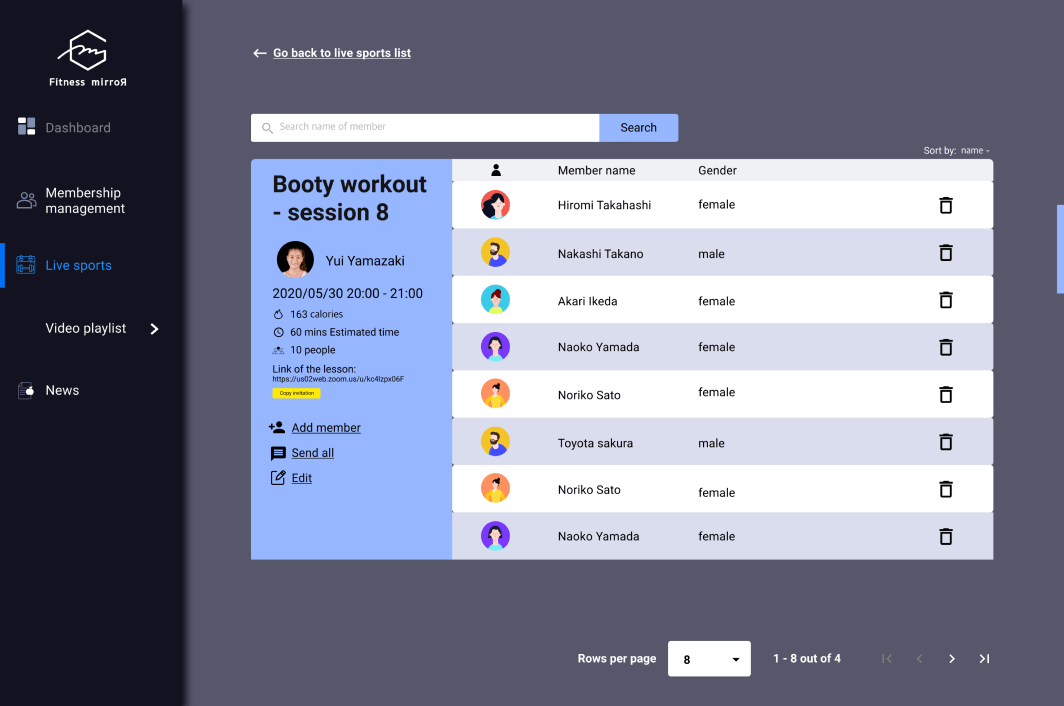 Fitness mirroЯ
Dashboard
Membership
management
Live sports
Video playlist
News
Go back to live sports list
Search name of member
Search
Sort by: name
Booty workout
- session 8
Yui Yamazaki
2020/05/30 20:00 - 21:00
163 calories
60 mins Estimated time
10 people
Link of the lesson:
https://us02web.zoom.us/u/kc4lzpx06F
Copy invitation
Add member
Send all
Edit
Member name Gender
Hiromi Takahashi female
Nakashi Takano male
Akari Ikeda female
Naoko Yamada female
Noriko Sato female
Toyota sakura male
Noriko Sato female
Naoko Yamada female
Rows per page 8 1 - 8 out of 4